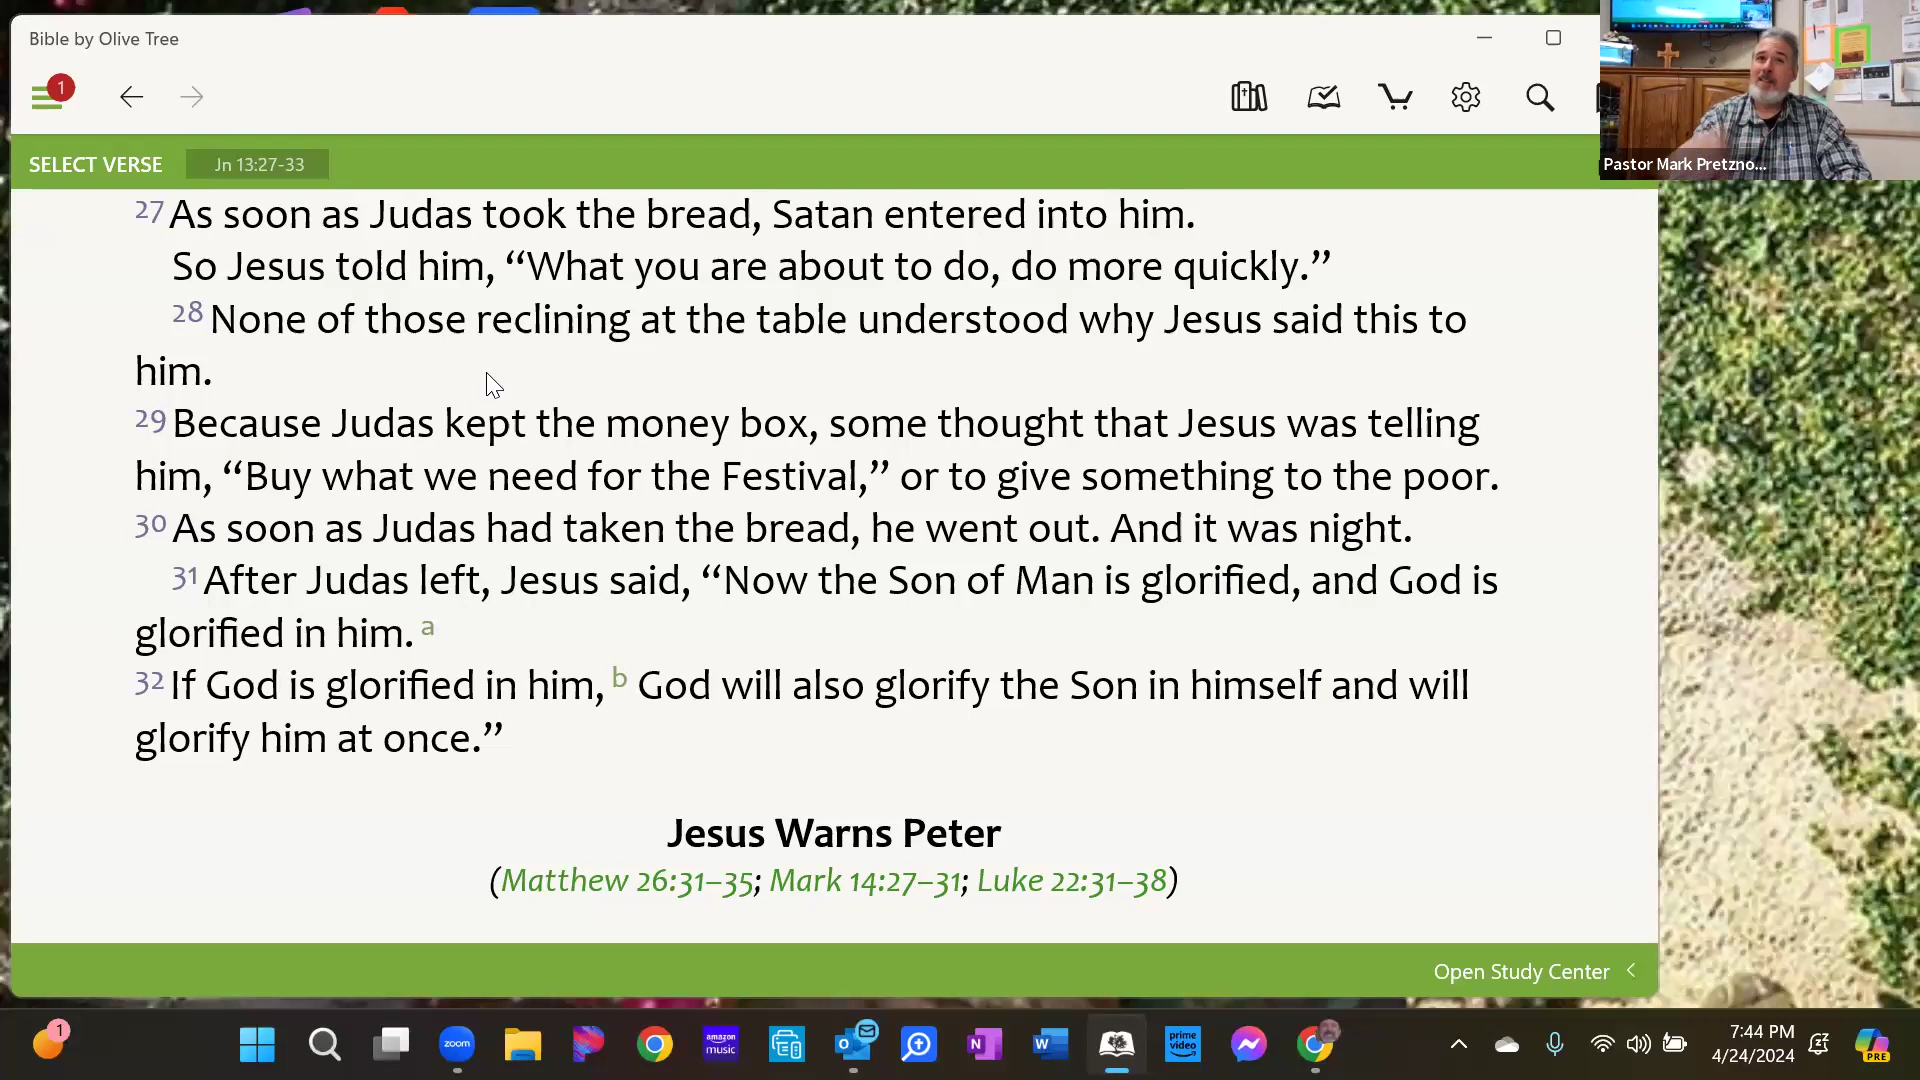 Bible by Olive Tree
1
SELECT VERSE Jn 13:27-33
Pastor Mark Pretzno...
27 As soon as Judas took the bread, Satan entered into him.
So Jesus told him, “What you are about to do, do more quickly.”
28 None of those reclining at the table understood why Jesus said this to
him.
29 Because Judas kept the money box, some thought that Jesus was telling
him, “Buy what we need for the Festival,” or to give something to the poor.
30 As soon as Judas had taken the bread, he went out. And it was night.
31 After Judas left, Jesus said, “Now the Son of Man is glorified, and God is
glorified in him. a
32 If God is glorified in him, b God will also glorify the Son in himself and will
glorify him at once.”
Jesus Warns Peter
(Matthew 26:31–35; Mark 14:27–31; Luke 22:31–38)
Open Study Center
1
zoom
amazon
music
O
N
W
prime
video
7:44 PM
4/24/2024
PRE